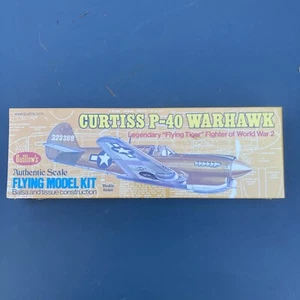 CURTISS P-40 WARHAWK
Legendary "Flying Tiger" Fighter of World War 2
GUILLOW'S
Authentic Scale
FLYING MODEL KIT
Balsa and tissue construction